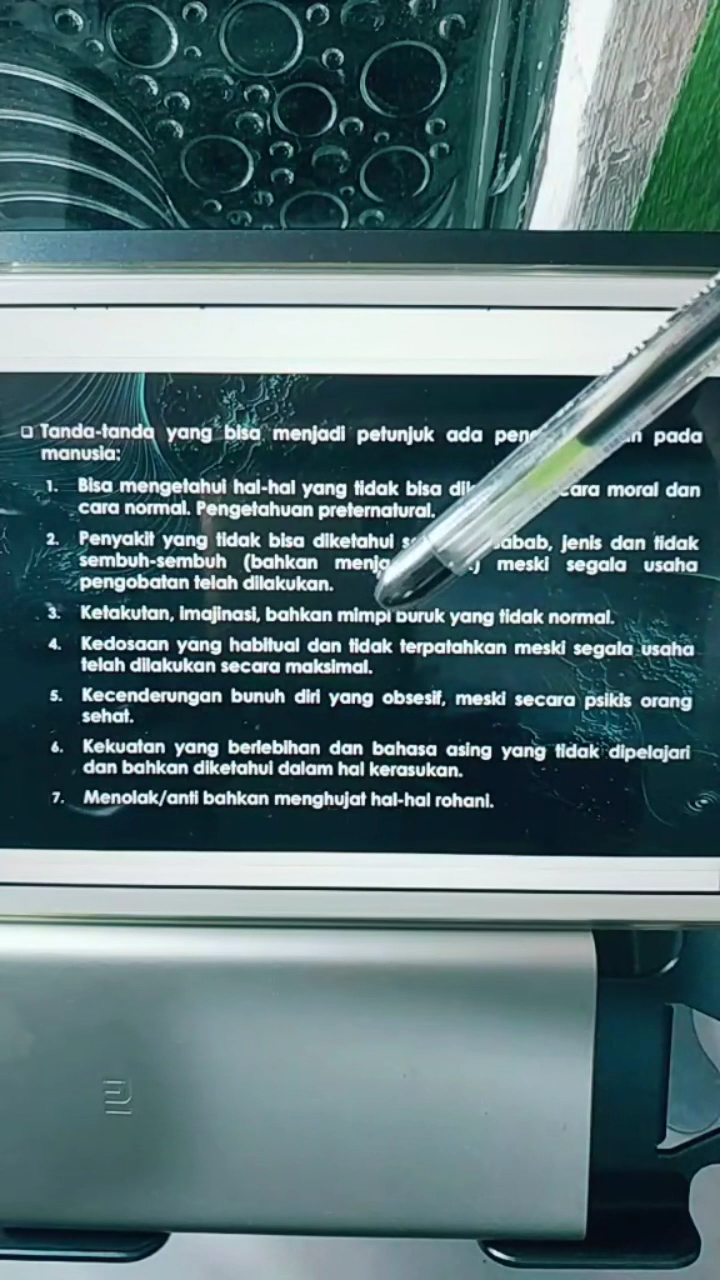 Tanda-tanda yang bisa menjadi petunjuk ada pada
manusia:
1. Bisa mengetahui hal-hal yang tidak bisa moral dan
cara normal. Pengetahuan preternatural.
2. Penyakit yang tidak bisa diketahui jenis dan tidak
sembuh-sembuh (bahkan meski segala usaha
pengobatan telah dilakukan.
3. Ketakutan, imajinasi, bahkan mimpi buruk yang tidak normal.
4. Kedosaan yang habitual dan tidak terpatahkan meski segala usaha
telah dilakukan secara maksimal.
5. Kecenderungan bunuh diri yang obsesif, meski secara psikis orang
sehat.
6. Kekuatan yang berlebihan dan bahasa asing yang tidak dipelajari
dan bahkan diketahui dalam hal kerasukan.
7. Menolak/anti bahkan menghujat hal-hal rohani.